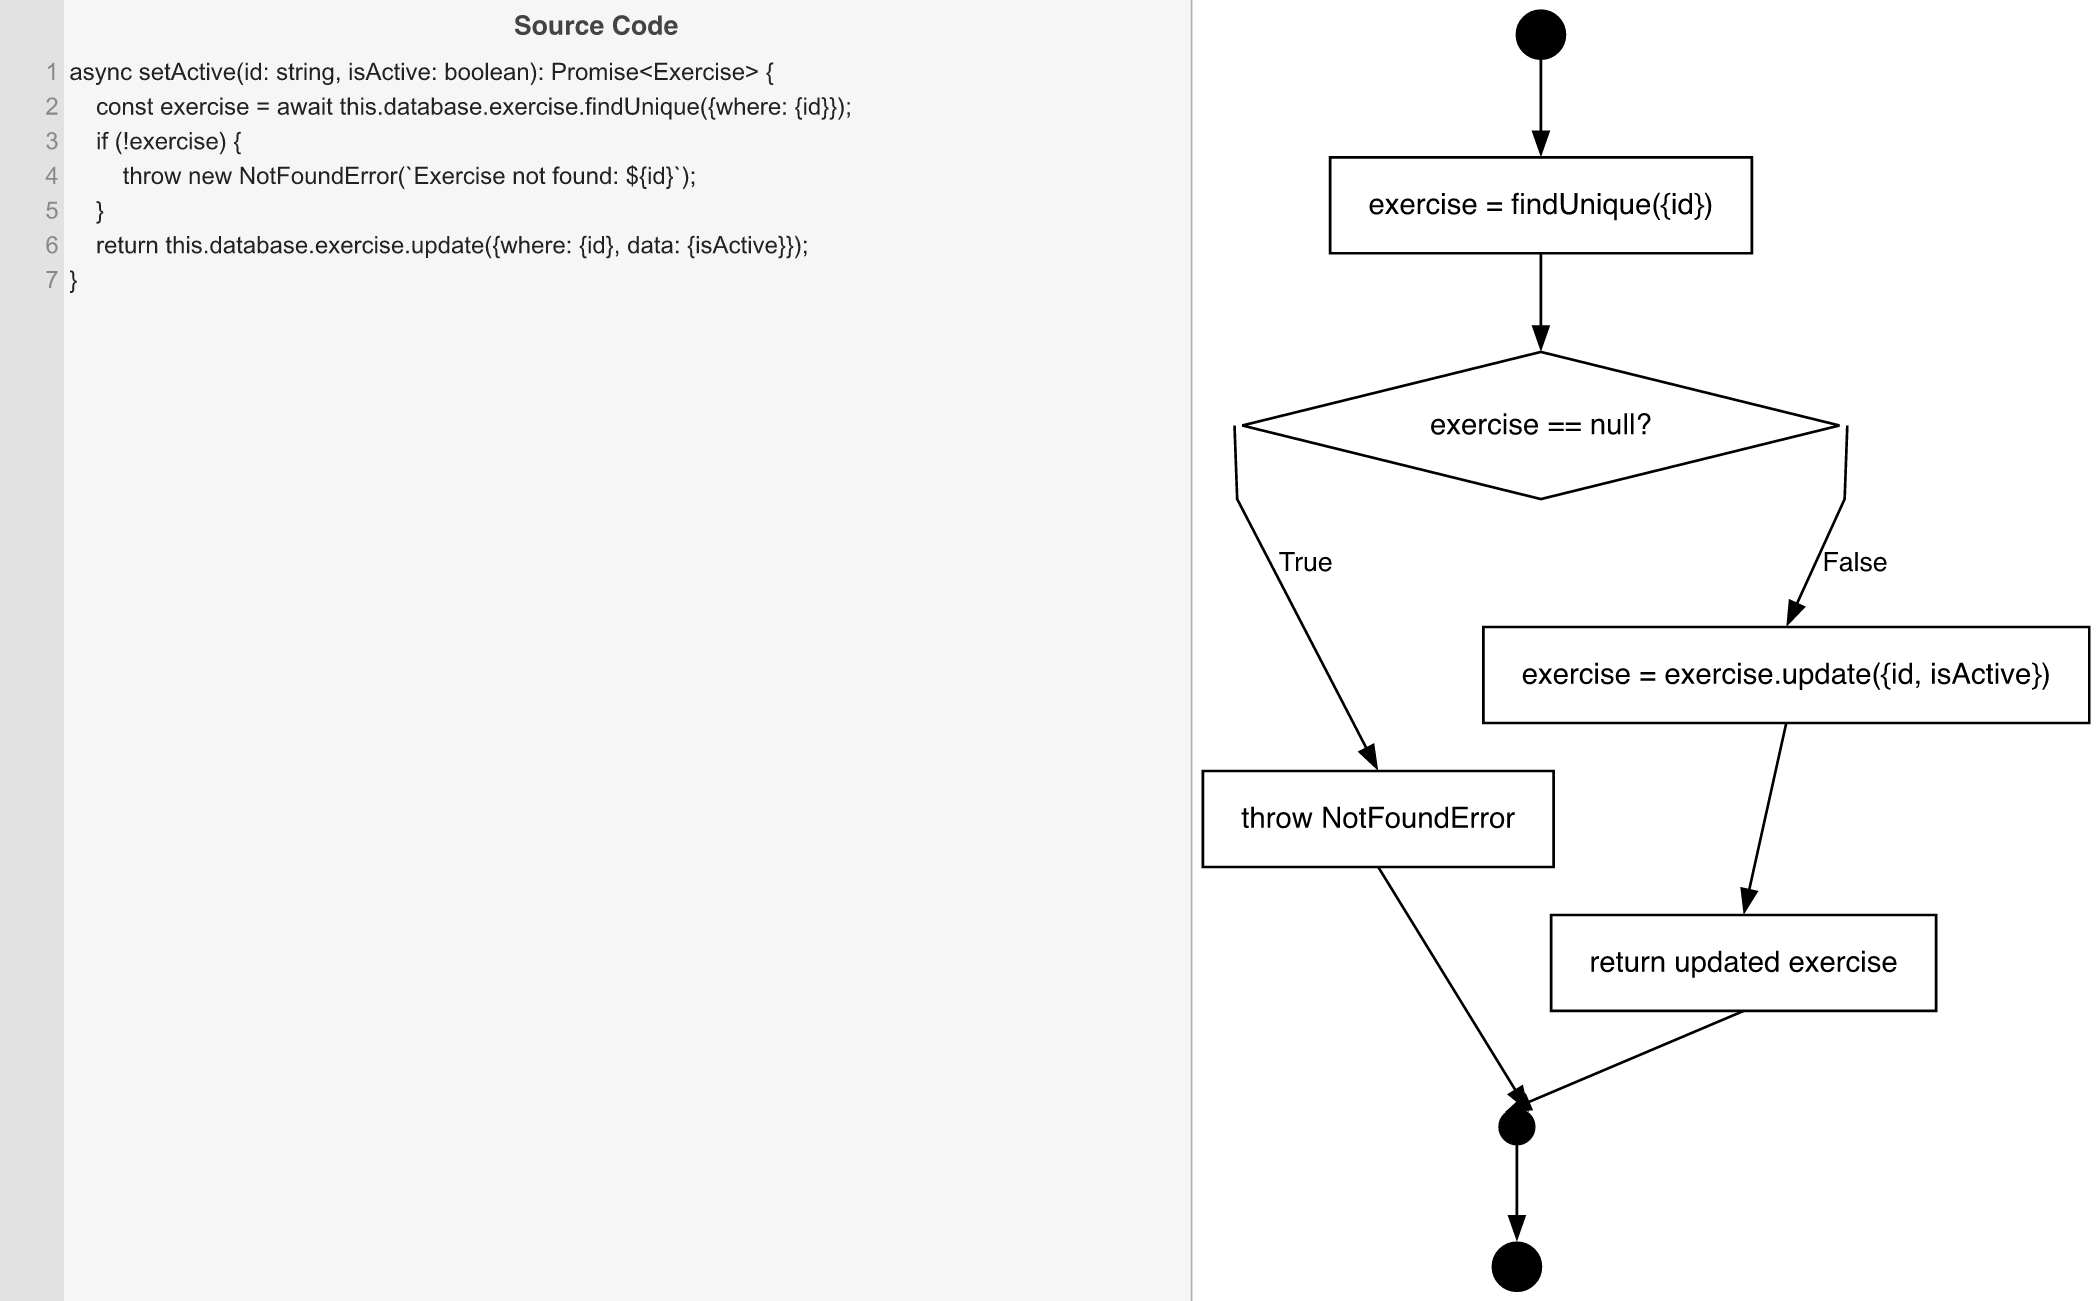 Source Code
1 async setActive(id: string, isActive: boolean): Promise<Exercise> {
2 const exercise = await this.database.exercise.findUnique({where: {id}});
3 if (!exercise) {
4 throw new NotFoundError(`Exercise not found: ${id}`);
5 }
6 return this.database.exercise.update({where: {id}, data: {isActive}});
7 }
exercise = findUnique({id})
exercise == null?
True
False
exercise = exercise.update({id, isActive})
throw NotFoundError
return updated exercise